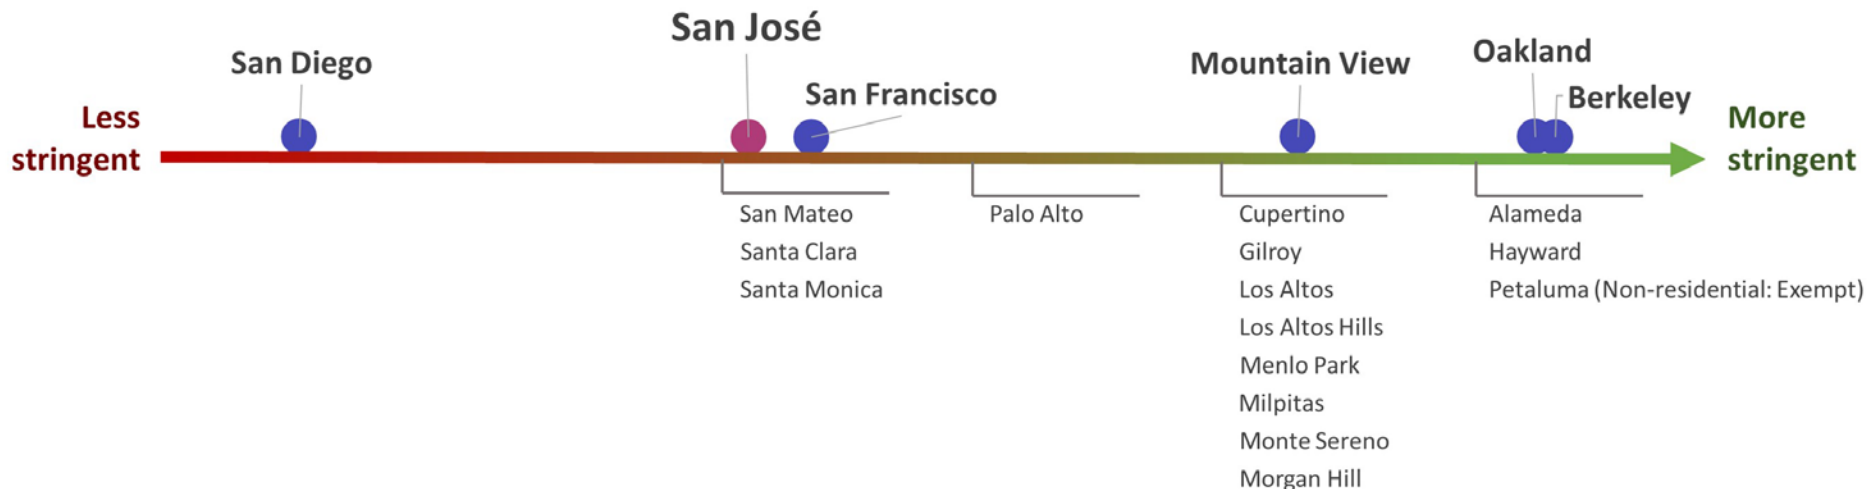 San José
Oakland
San Diego
Mountain View
San Francisco
Berkeley
Less
stringent
More
stringent
San Mateo
Santa Clara
Santa Monica
Palo Alto
Cupertino
Gilroy
Los Altos
Los Altos Hills
Menlo Park
Milpitas
Monte Sereno
Morgan Hill
Alameda
Hayward
Petaluma (Non-residential: Exempt)